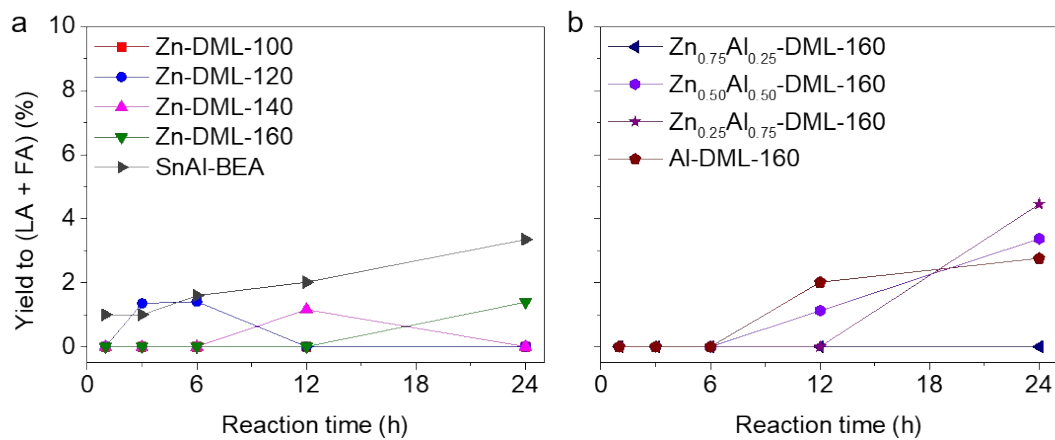 a
10
8
6
4
2
0
Yield to (LA + FA) (%)
Zn-DML-100
Zn-DML-120
Zn-DML-140
Zn-DML-160
SnAl-BEA
0 6 12 18 24
Reaction time (h)
b
Zn0.75Al0.25-DML-160
Zn0.50Al0.50-DML-160
Zn0.25Al0.75-DML-160
Al-DML-160
0 6 12 18 24
Reaction time (h)